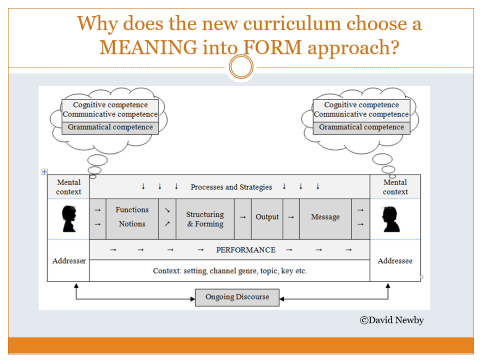 Why does the new curriculum choose a
MEANING into FORM approach?
Cognitive competence
Communicative competence
Grammatical competence
Cognitive competence
Communicative competence
Grammatical competence
Mental
context
↓ ↓ ↓ Processes and Strategies ↓ ↓ ↓
Mental
context
→ Functions ↘ Structuring → Output → Message →
→ Notions ↗ & Forming →
→ → → PERFORMANCE → → →
Addresser
Addressee
Context: setting, channel genre, topic, key etc.
Ongoing Discourse
©David Newby